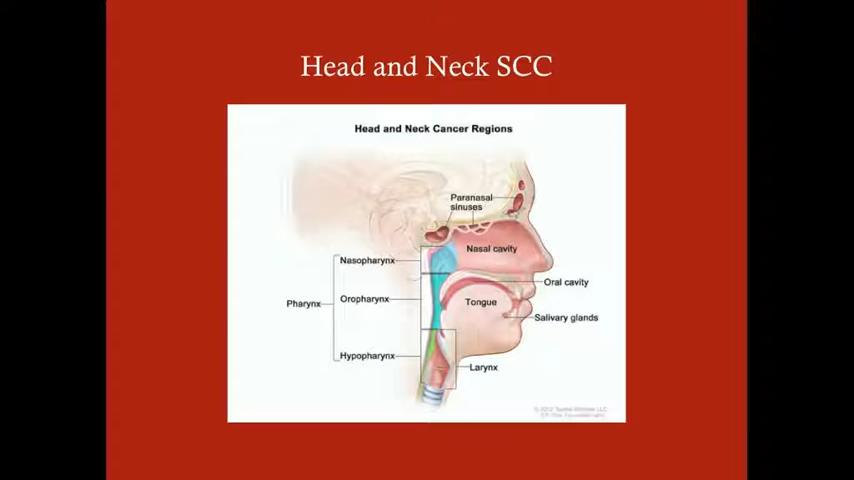 Head and Neck SCC
Head and Neck Cancer Regions
Paranasal
sinuses
Nasal cavity
Nasopharynx
Oral cavity
Oropharynx
Tongue
Pharynx
Salivary glands
Hypopharynx
Larynx